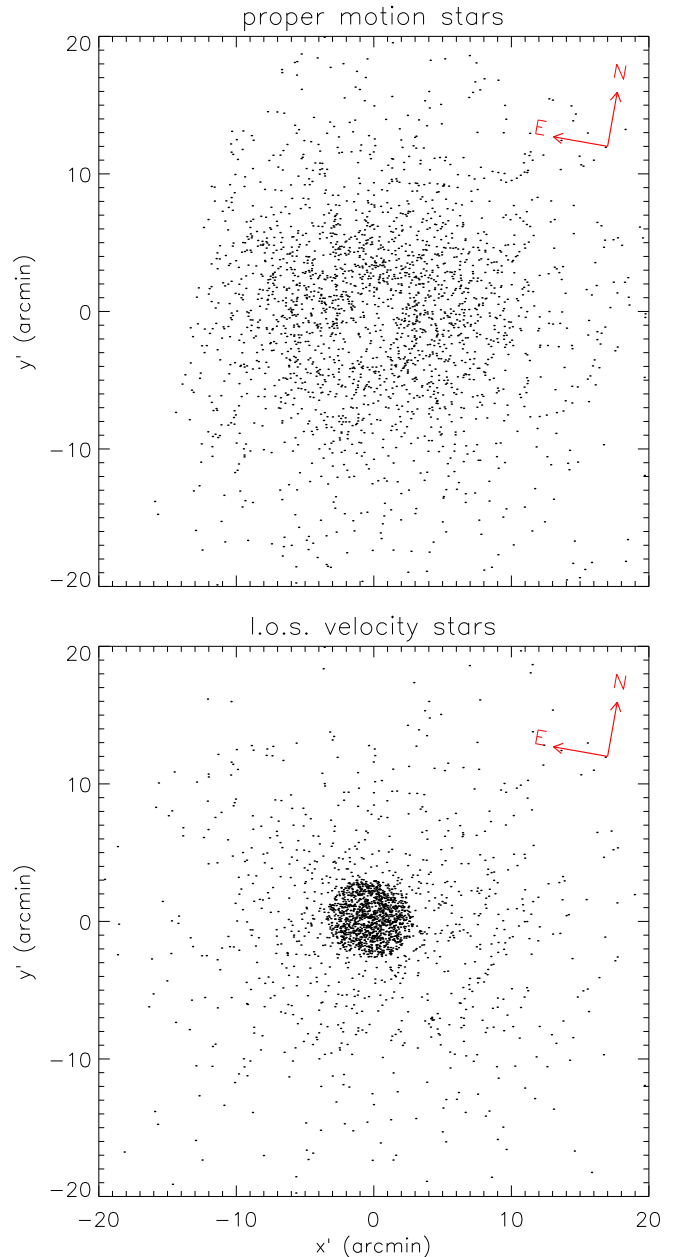 proper motion stars
20
10
0
−10
−20
y' (arcmin)
N
E
l.o.s. velocity stars
20
10
0
−10
−20
y' (arcmin)
N
E
−20 −10 0 10 20
x' (arcmin)